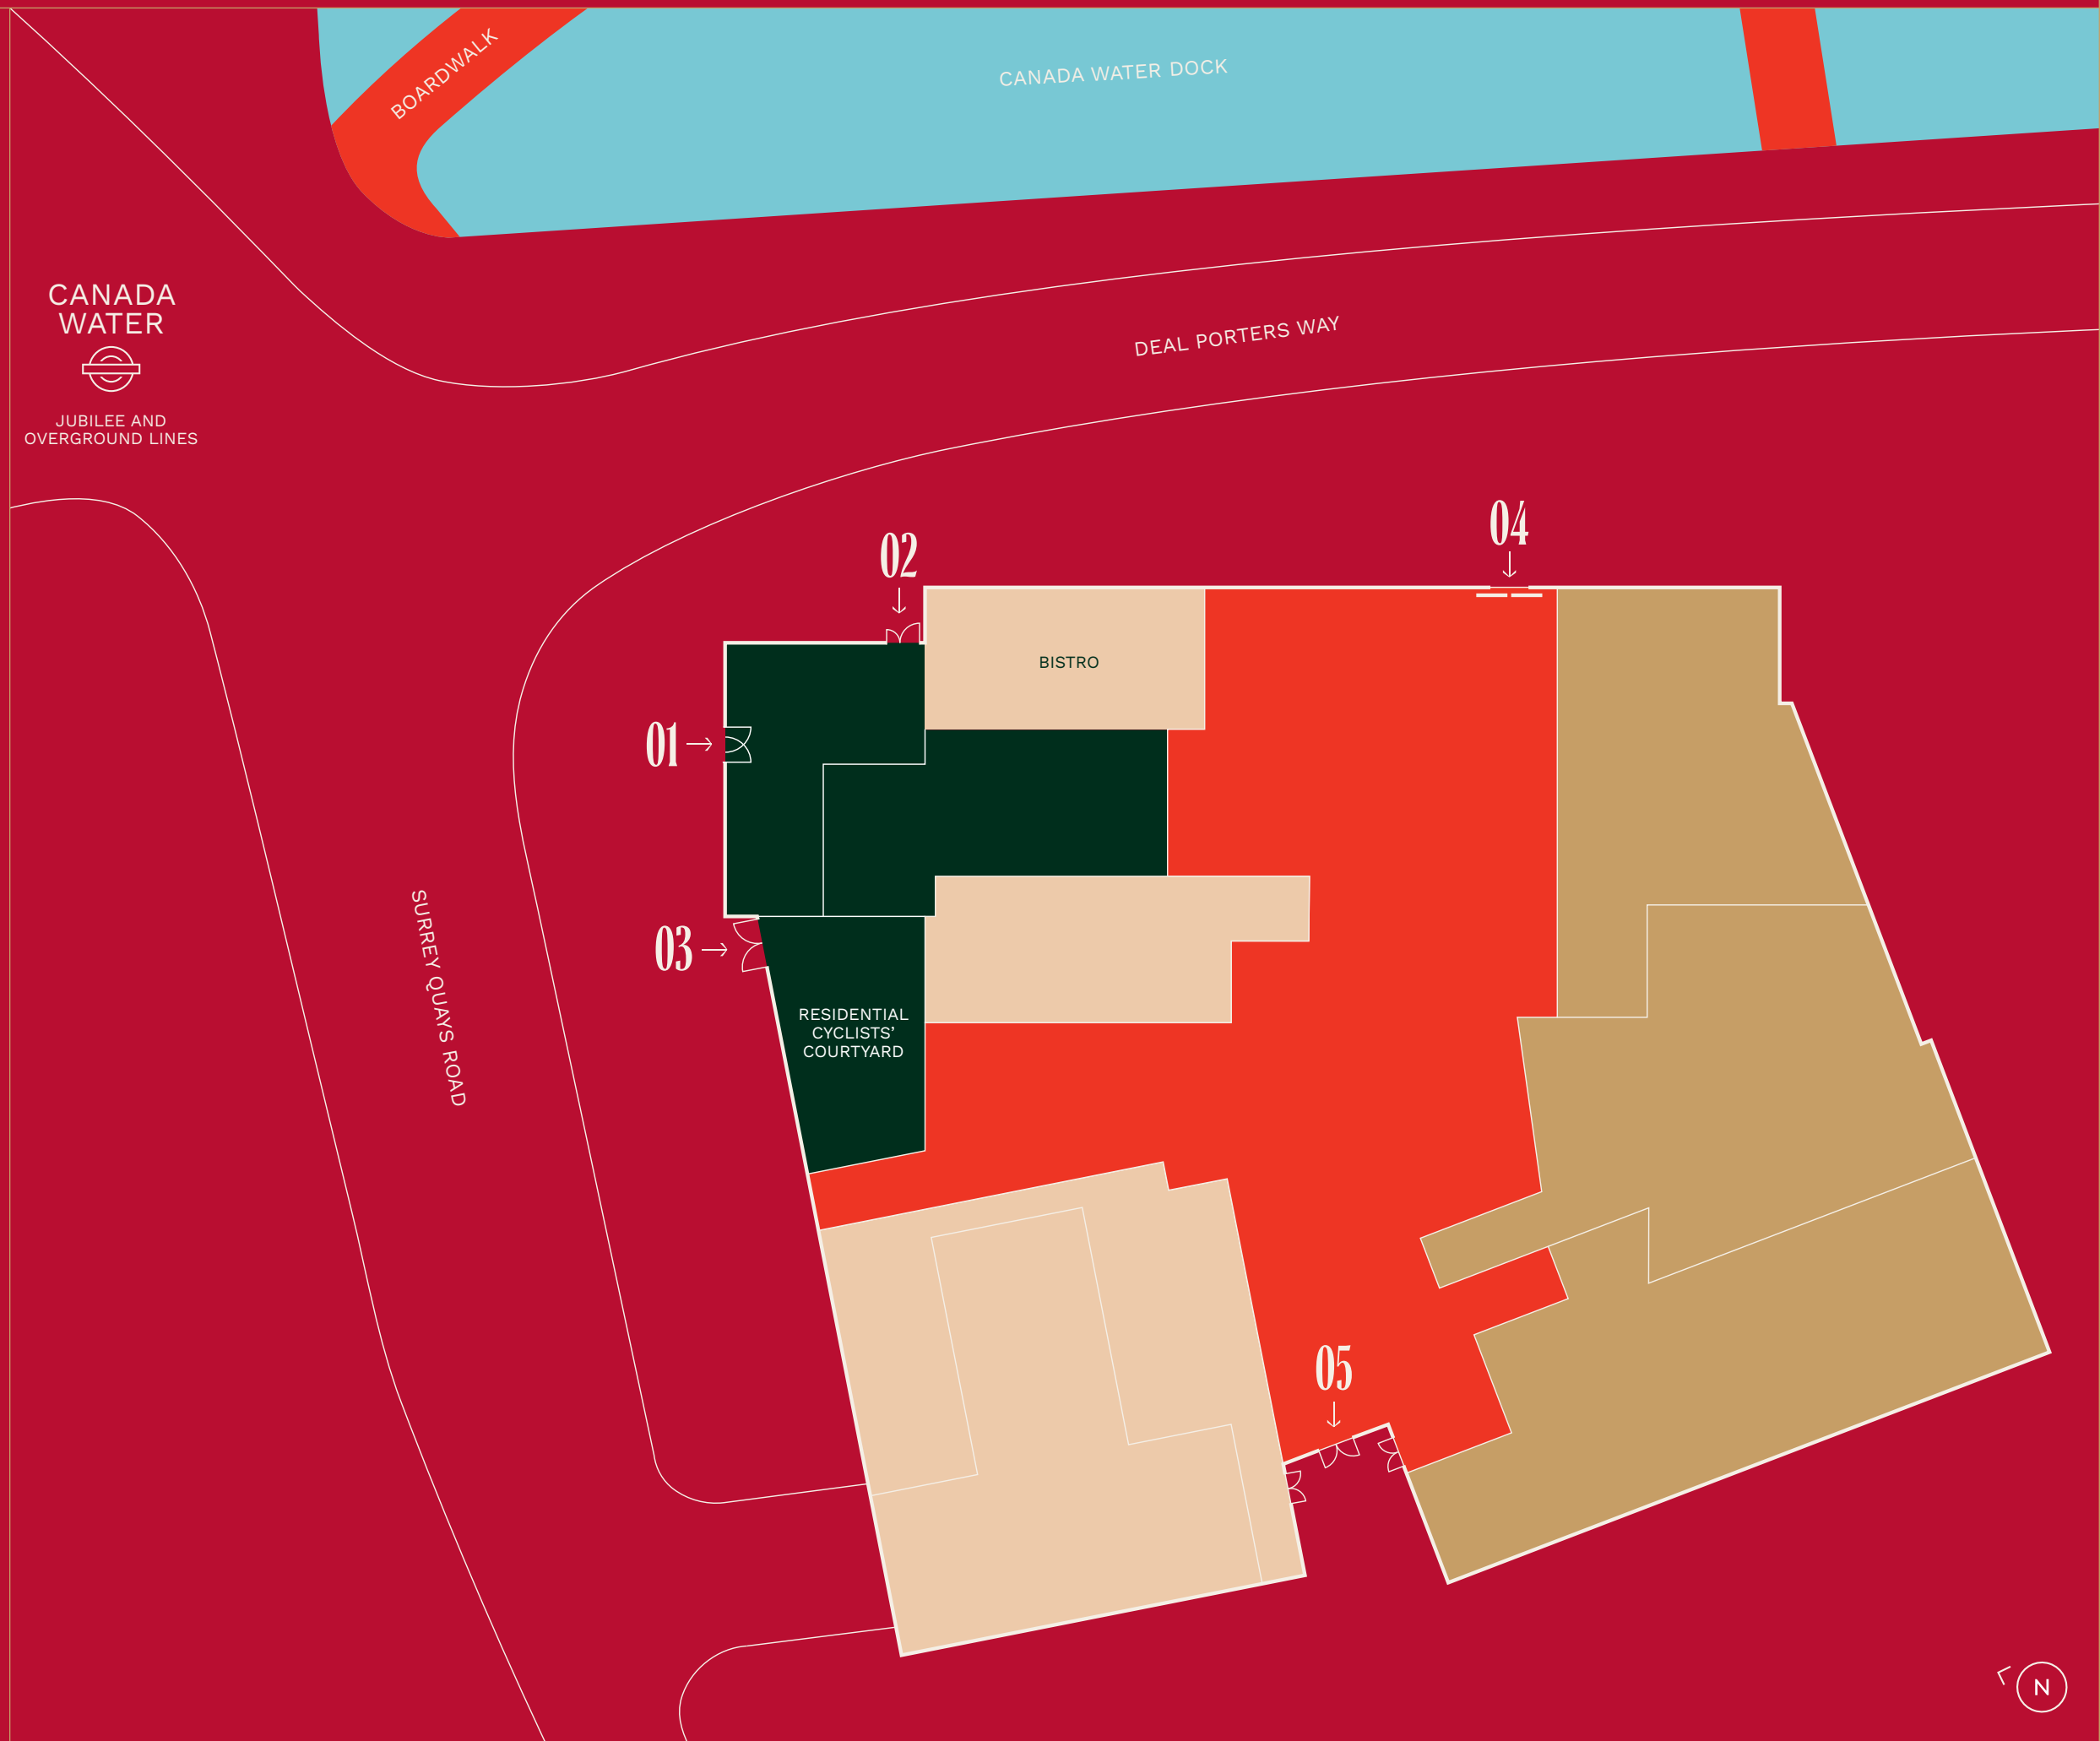 BOARDWALK
CANADA WATER DOCK
CANADA
WATER
JUBILEE AND
OVERGROUND LINES
DEAL PORTERS WAY
04
02
BISTRO
01
03
SURREY QUAYS ROAD
RESIDENTIAL
CYCLISTS’
COURTYARD
05
N